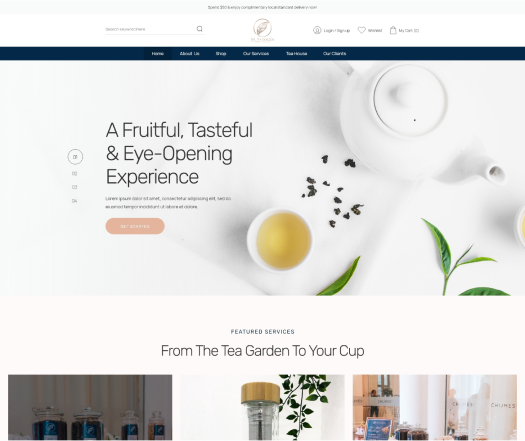 Spend $50 & enjoy complimentary local standard delivery now!
Search keywords here
Login / Sign up
Wishlist
My Cart (0)
Home
About Us
Shop
Our Services
Tea House
Our Clients
A Fruitful, Tasteful
& Eye-Opening
Experience
01
02
03
04
Lorem ipsum dolor sit amet, consectetur adipiscing elit, sed do
eiusmod tempor incididunt ut labore et dolore.
GET STARTED
FEATURED SERVICES
From The Tea Garden To Your Cup
CHIJMES
CHIJMES